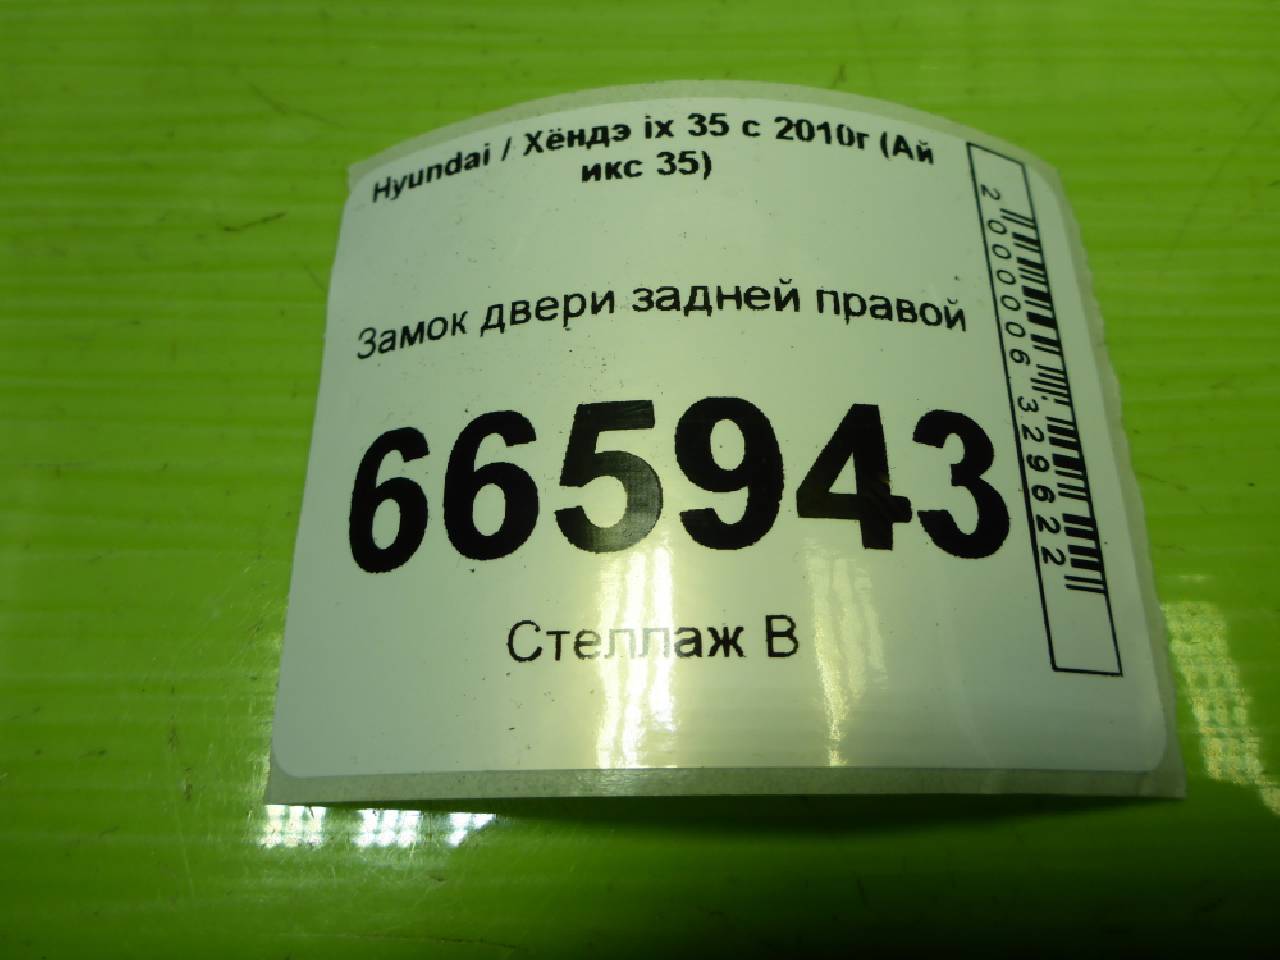 Hyundai / Хёндэ ix 35 с 2010г (Ай
икс 35)
Замок двери задней правой
665943
Стеллаж В
2000006329622